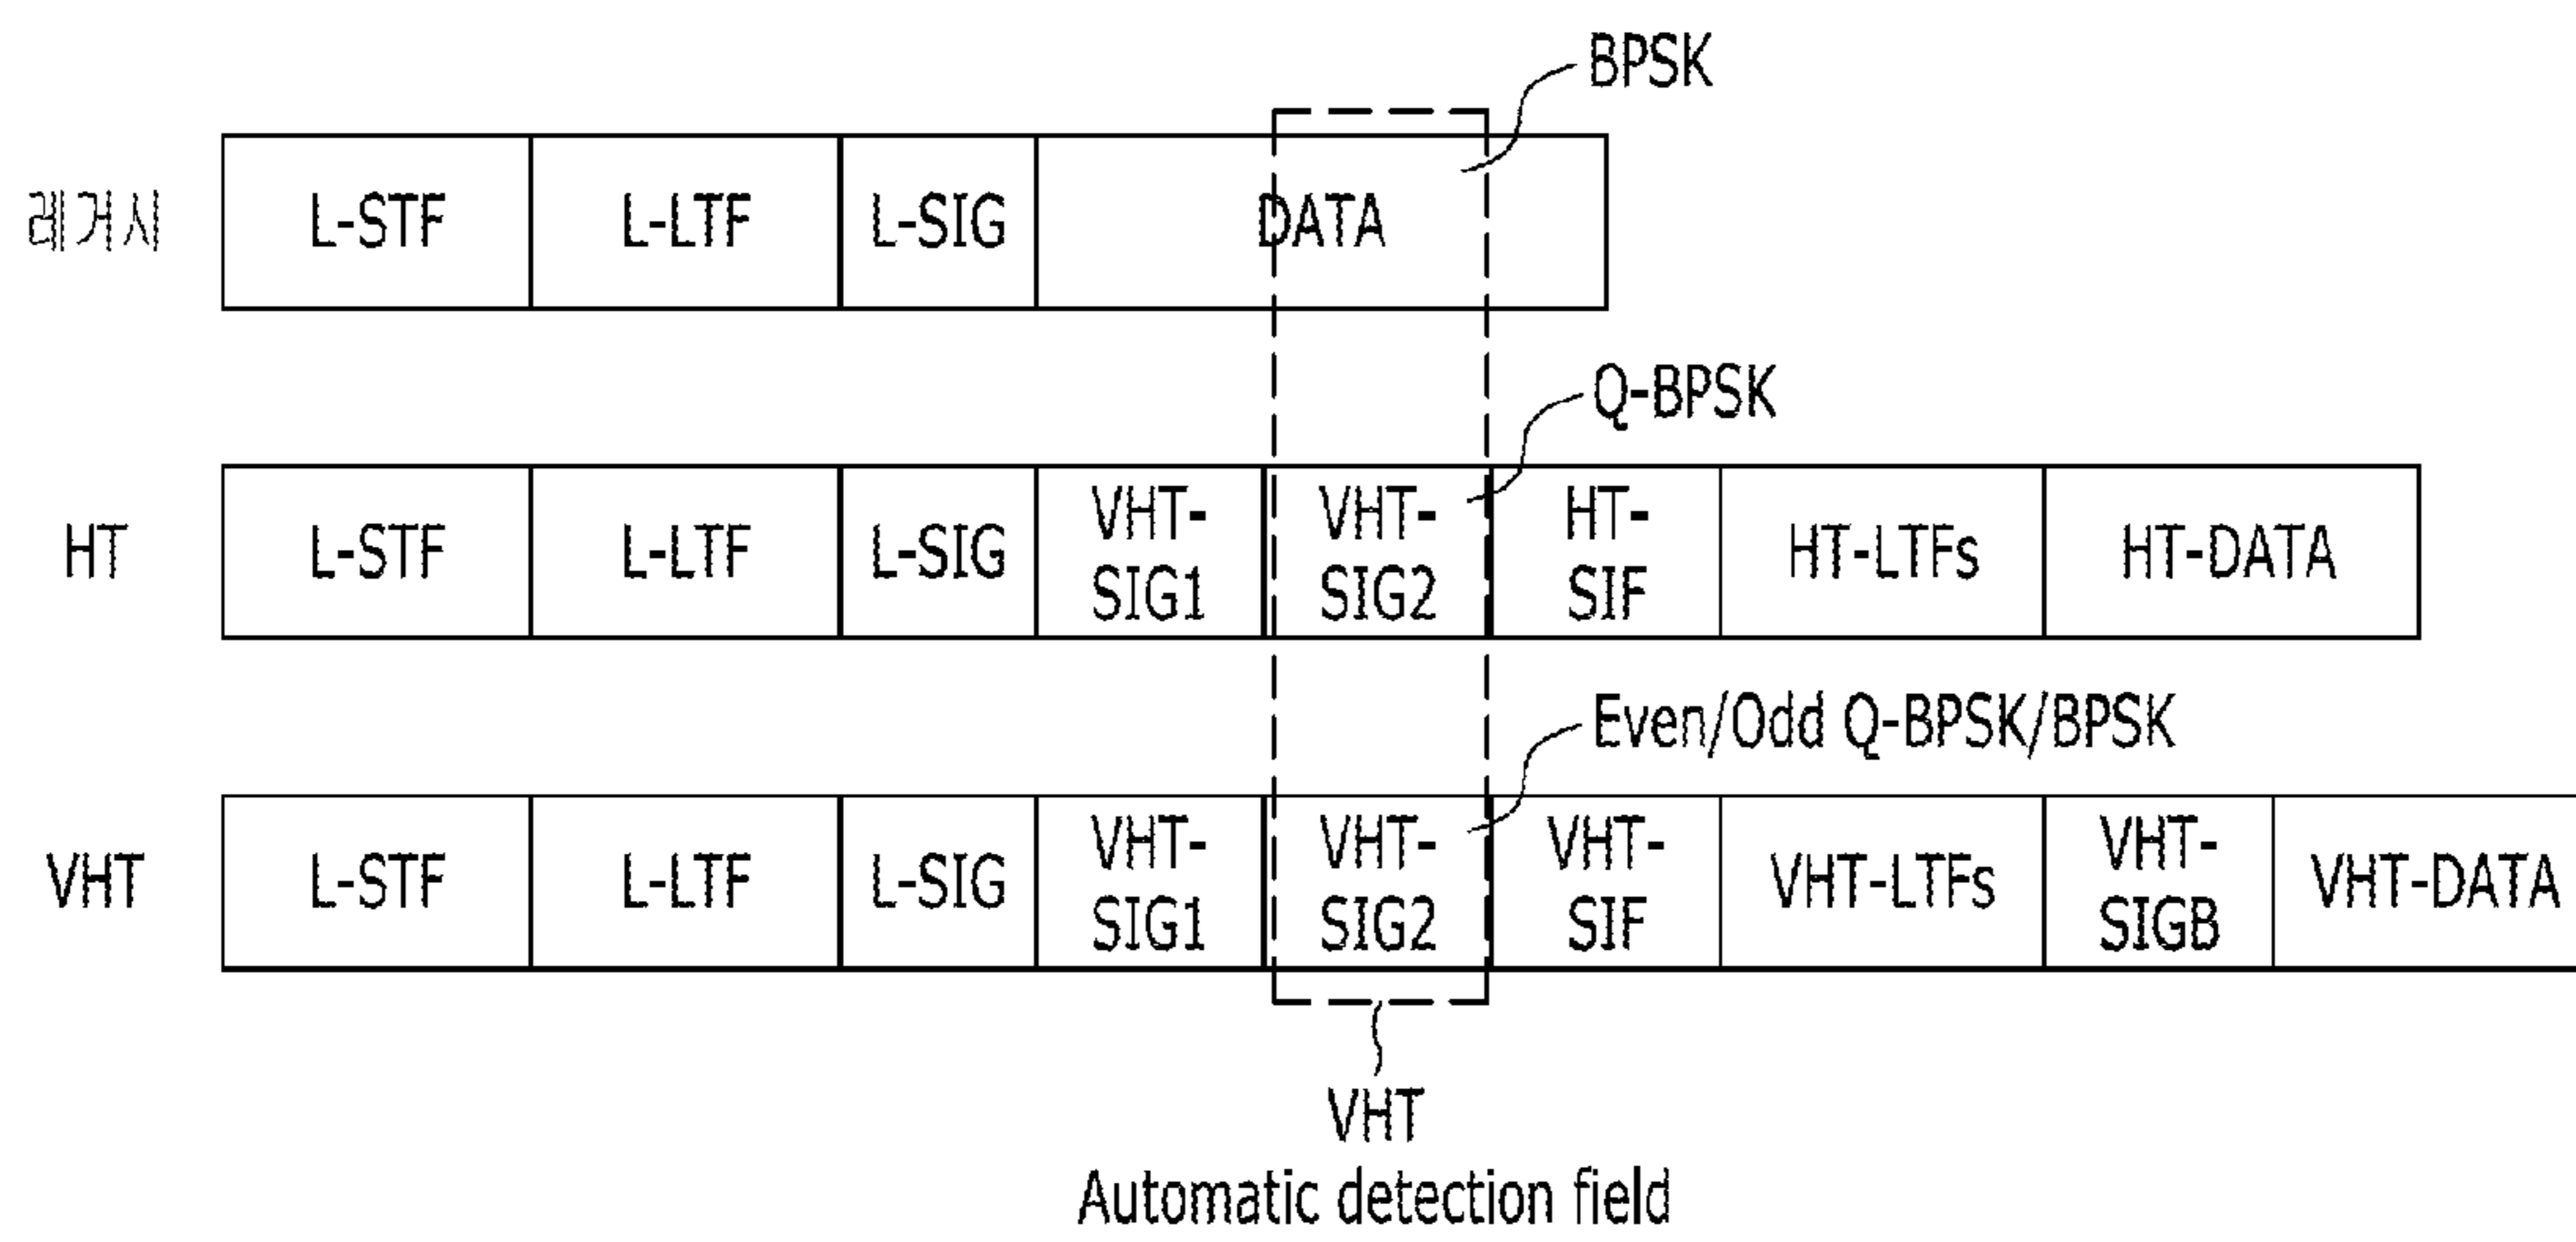 BPSK
레거시 L-STF L-LTF L-SIG DATA
Q-BPSK
HT L-STF L-LTF L-SIG VHT-SIG1 VHT-SIG2 HT-SIF HT-LTFs HT-DATA
Even/Odd Q-BPSK/BPSK
VHT L-STF L-LTF L-SIG VHT-SIG1 VHT-SIG2 VHT-SIF VHT-LTFs VHT-SIGB VHT-DATA
VHT
Automatic detection field